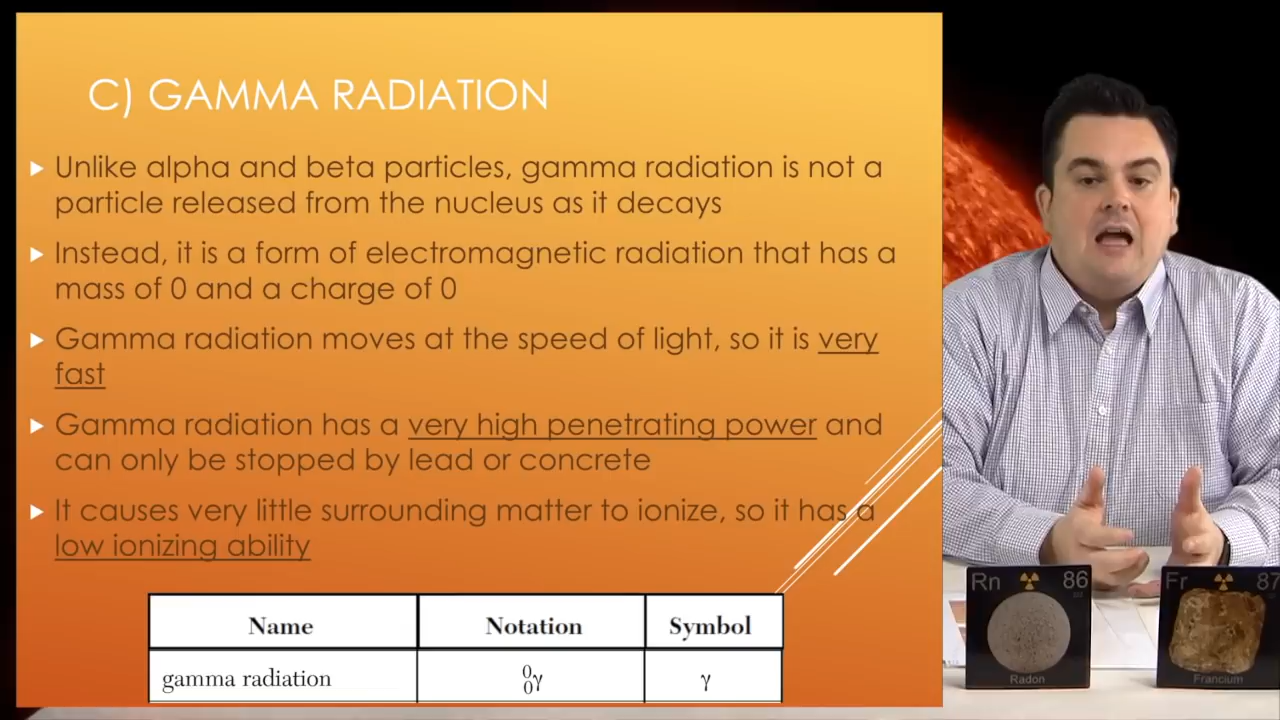 C) GAMMA RADIATION
Unlike alpha and beta particles, gamma radiation is not a
particle released from the nucleus as it decays
Instead, it is a form of electromagnetic radiation that has a
mass of 0 and a charge of 0
Gamma radiation moves at the speed of light, so it is very
fast
Gamma radiation has a very high penetrating power and
can only be stopped by lead or concrete
It causes very little surrounding matter to ionize, so it has a
low ionizing ability
Name Notation Symbol
gamma radiation ⁰₀γ γ
Rn 86
Radon
Fr 87
Francium